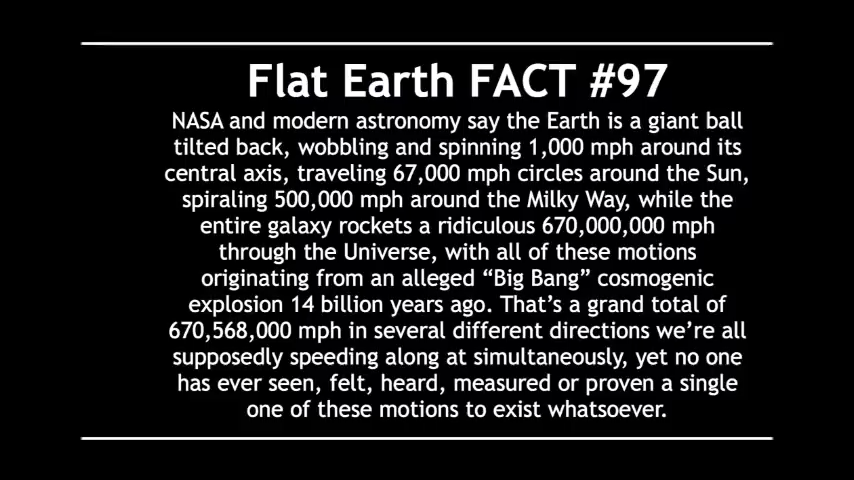 Flat Earth FACT #97
NASA and modern astronomy say the Earth is a giant ball
tilted back, wobbling and spinning 1,000 mph around its
central axis, traveling 67,000 mph circles around the Sun,
spiraling 500,000 mph around the Milky Way, while the
entire galaxy rockets a ridiculous 670,000,000 mph
through the Universe, with all of these motions
originating from an alleged “Big Bang” cosmogenic
explosion 14 billion years ago. That’s a grand total of
670,568,000 mph in several different directions we’re all
supposedly speeding along at simultaneously, yet no one
has ever seen, felt, heard, measured or proven a single
one of these motions to exist whatsoever.